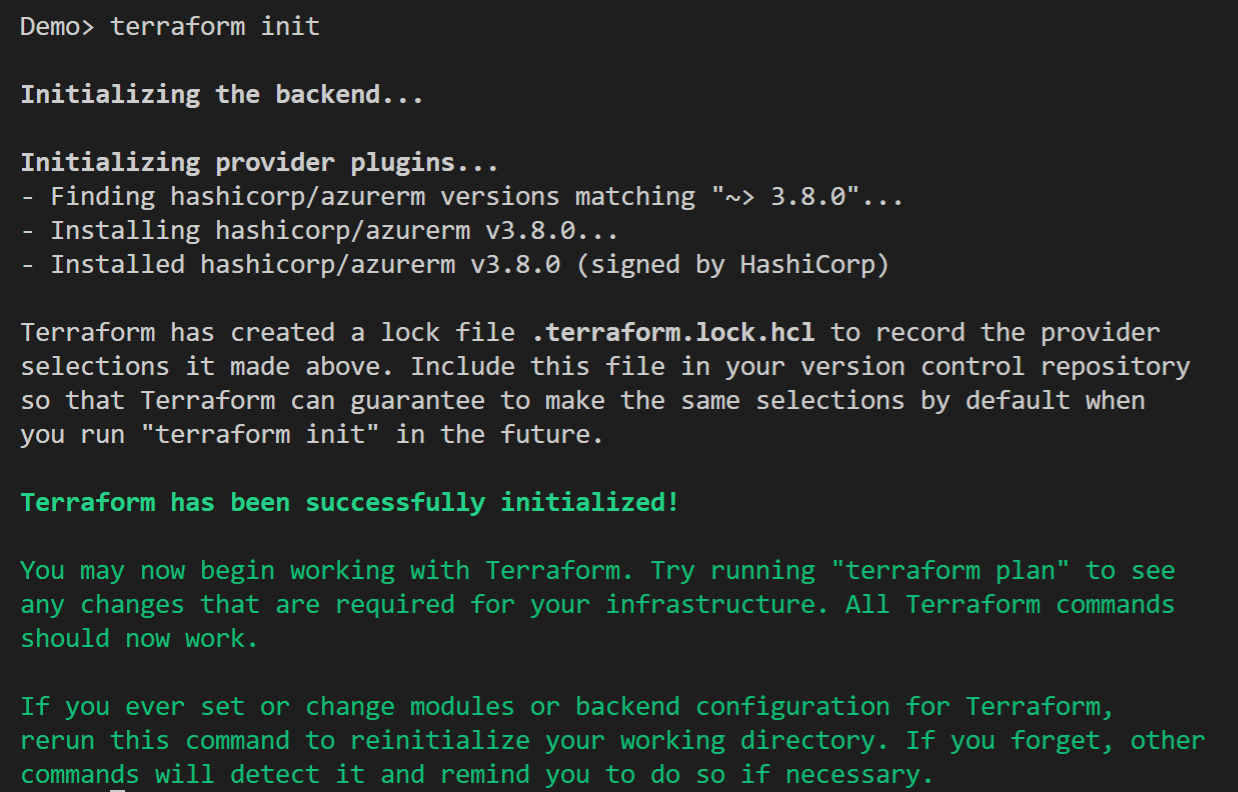 Demo> terraform init
Initializing the backend...
Initializing provider plugins...
- Finding hashicorp/azurerm versions matching "~> 3.8.0"...
- Installing hashicorp/azurerm v3.8.0...
- Installed hashicorp/azurerm v3.8.0 (signed by HashiCorp)
Terraform has created a lock file .terraform.lock.hcl to record the provider
selections it made above. Include this file in your version control repository
so that Terraform can guarantee to make the same selections by default when
you run "terraform init" in the future.
Terraform has been successfully initialized!
You may now begin working with Terraform. Try running "terraform plan" to see
any changes that are required for your infrastructure. All Terraform commands
should now work.
If you ever set or change modules or backend configuration for Terraform,
rerun this command to reinitialize your working directory. If you forget, other
commands will detect it and remind you to do so if necessary.